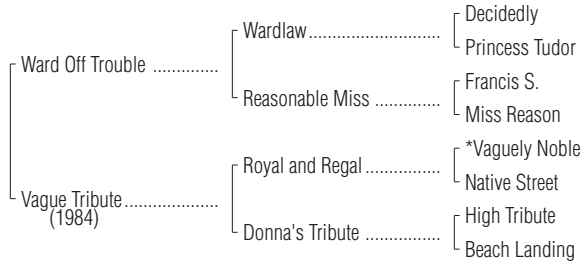 Decidedly
Wardlaw
Princess Tudor
Ward Off Trouble
Francis S.
Reasonable Miss
Miss Reason
*Vaguely Noble
Royal and Regal
Native Street
Vague Tribute
(1984)
High Tribute
Donna's Tribute
Beach Landing